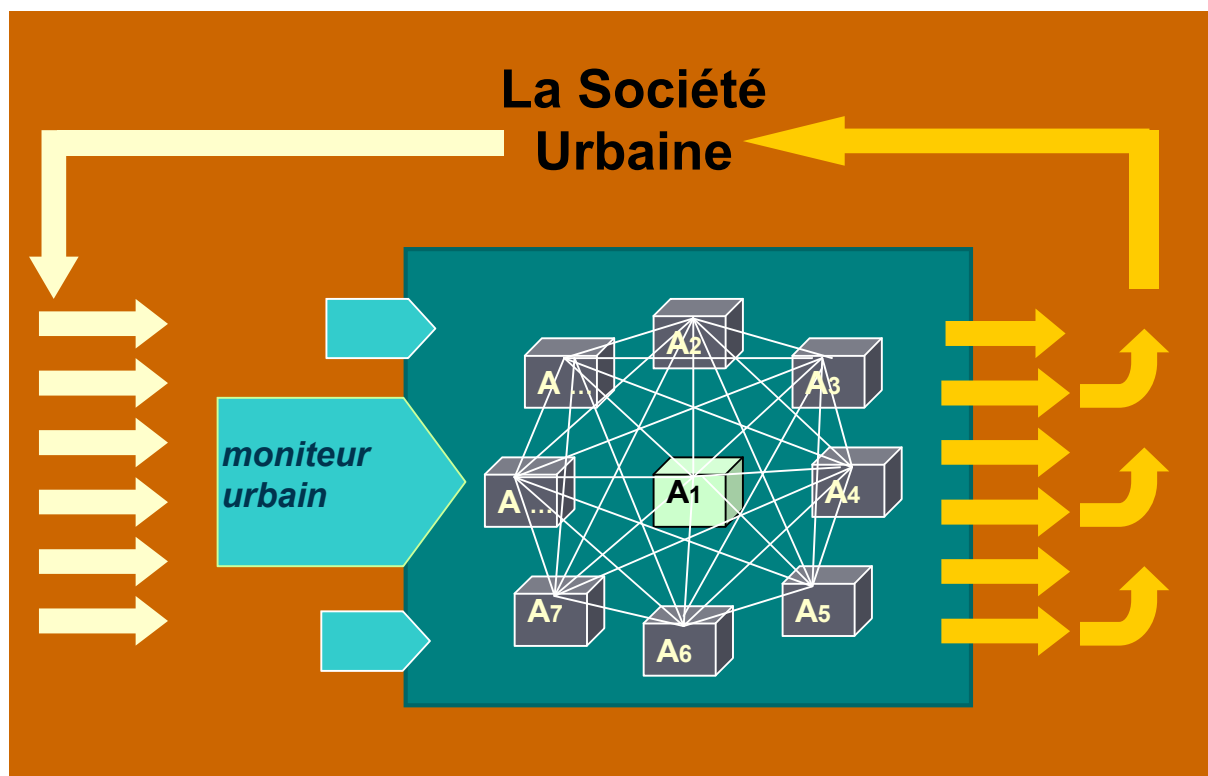 La Société
Urbaine
moniteur
urbain
A2
A ...
A3
A ...
A1
A4
A7
A5
A6